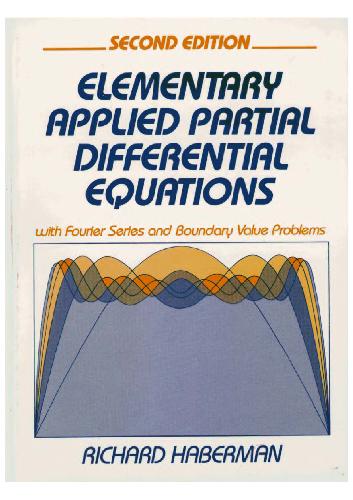 SECOND EDITION
ELEMENTARY
APPLIED PARTIAL
DIFFERENTIAL
EQUATIONS
with Fourier Series and Boundary Value Problems
RICHARD HABERMAN